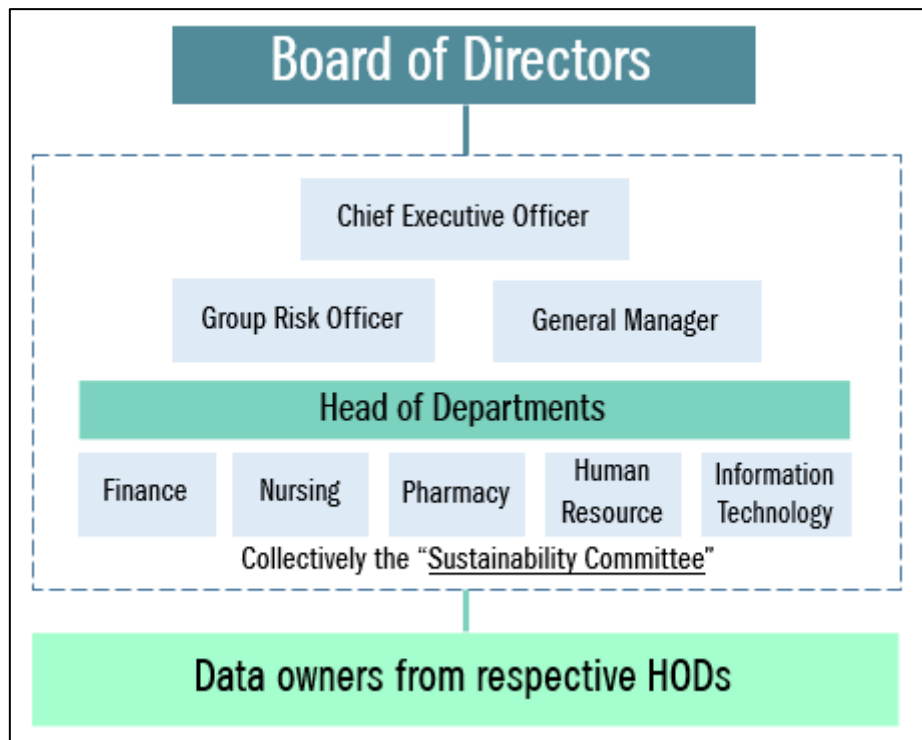 Board of Directors
Chief Executive Officer
Group Risk Officer
General Manager
Head of Departments
Finance
Nursing
Pharmacy
Human
Resource
Information
Technology
Collectively the “Sustainability Committee”
Data owners from respective HODs